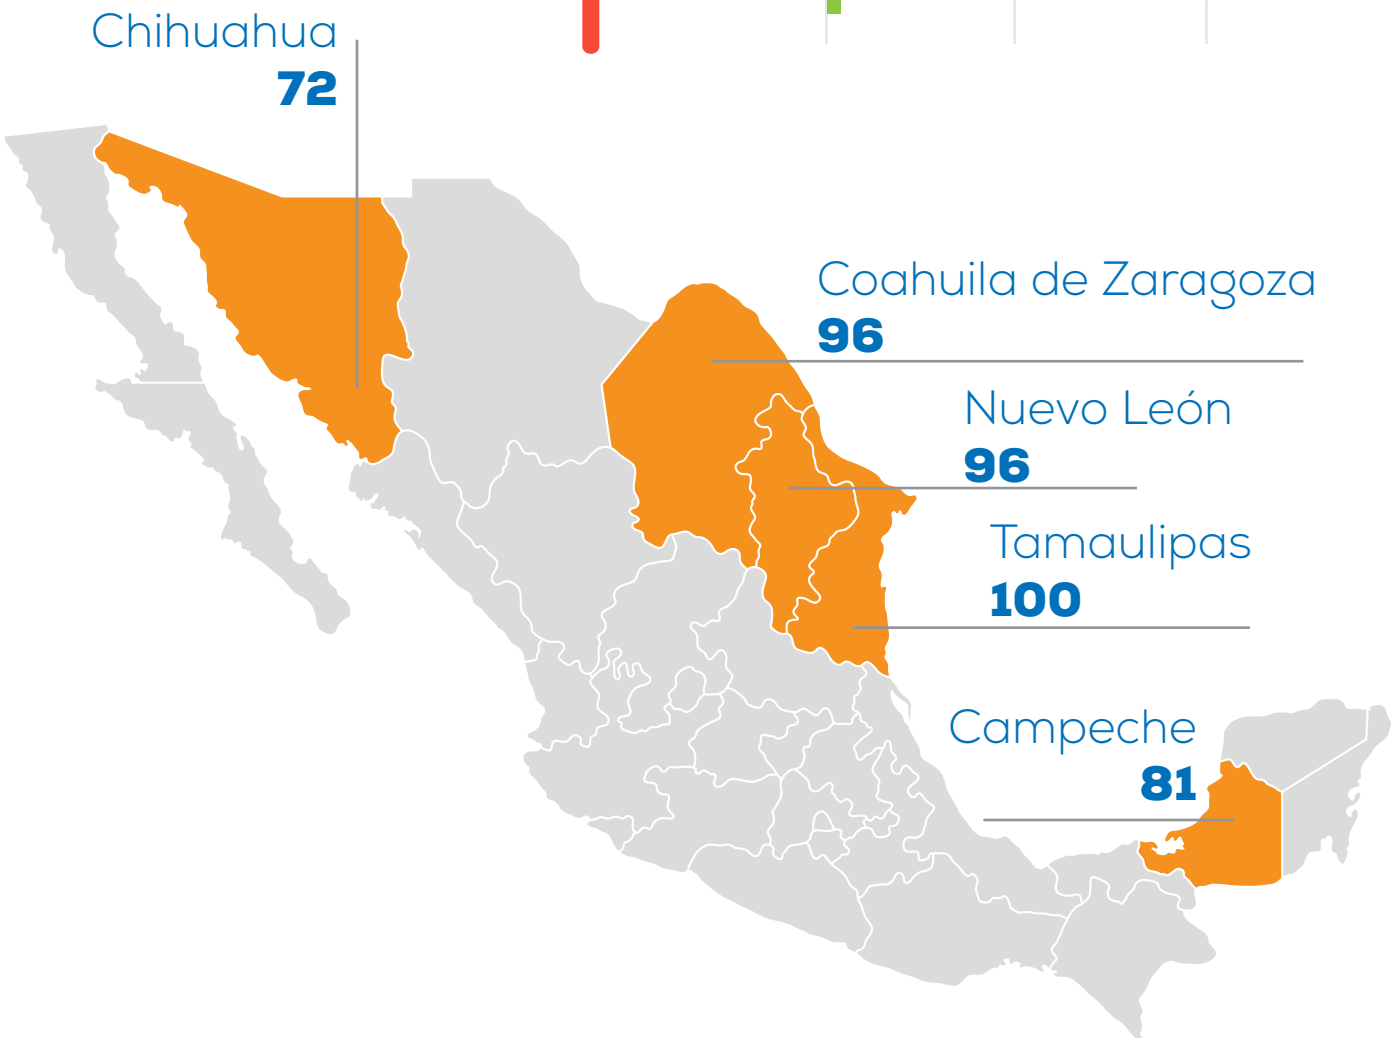 Chihuahua
72
Coahuila de Zaragoza
96
Nuevo León
96
Tamaulipas
100
Campeche
81